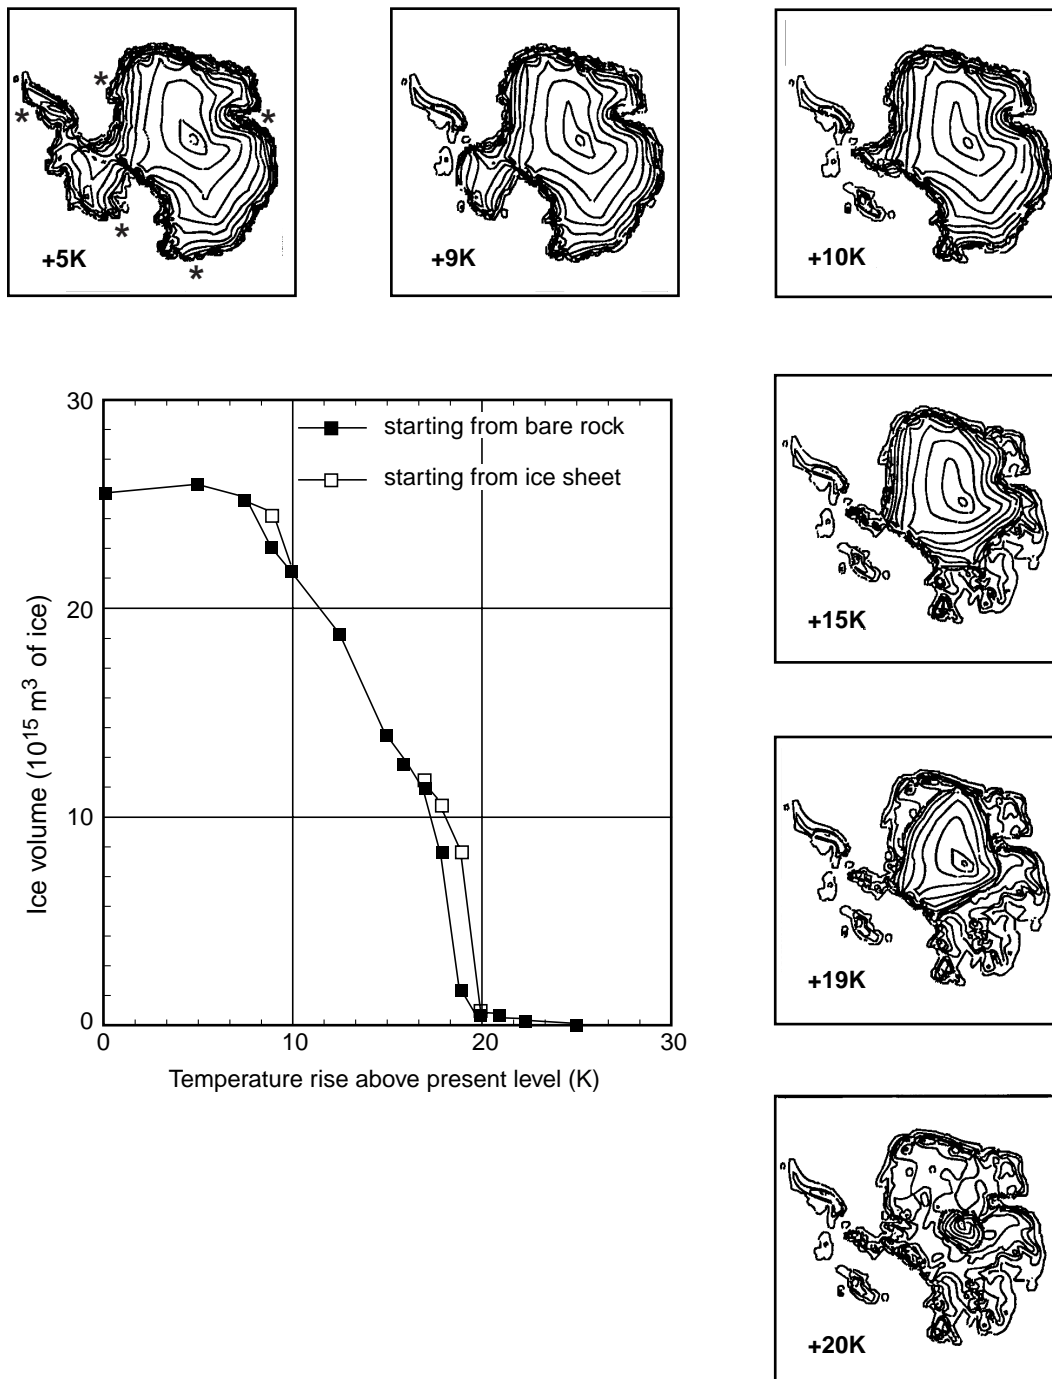 +5K
+9K
+10K
30
starting from bare rock
starting from ice sheet
+15K
20
Ice volume (10¹⁵ m³ of ice)
10
+19K
0
0 10 20 30
Temperature rise above present level (K)
+20K